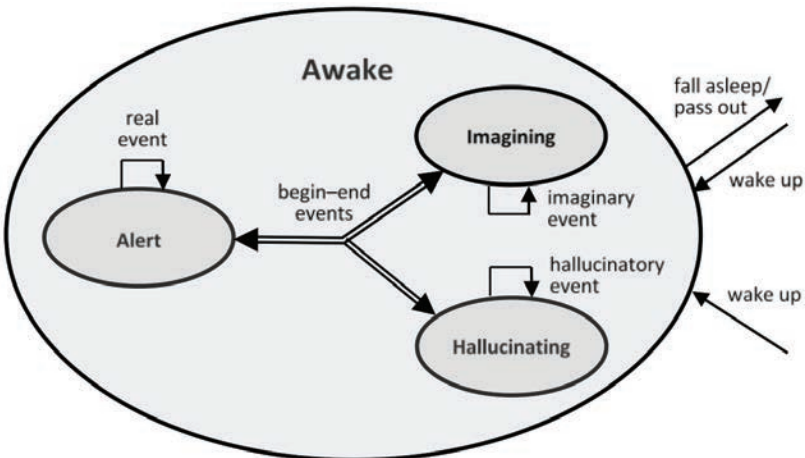 Awake
fall asleep/
pass out
real
event
Imagining
wake up
begin–end
events
imaginary
event
Alert
hallucinatory
event
wake up
Hallucinating